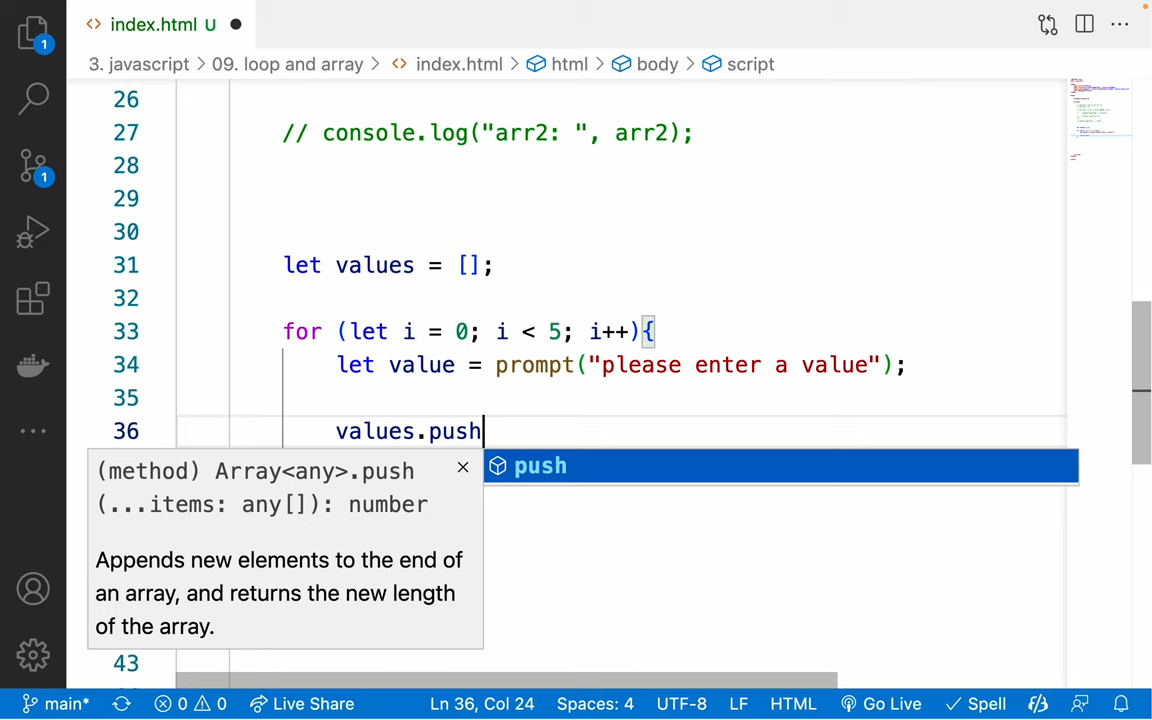 index.html U
1
3. javascript > 09. loop and array > index.html > html > body > script
26
27 // console.log("arr2: ", arr2);
28
29
30
31 let values = [];
32
33 for (let i = 0; i < 5; i++){
34 let value = prompt("please enter a value");
35
36 values.push
1
(method) Array<any>.push
(...items: any[]): number
push
Appends new elements to the end of
an array, and returns the new length
of the array.
43
main* 0 0 Live Share Ln 36, Col 24 Spaces: 4 UTF-8 LF HTML Go Live Spell